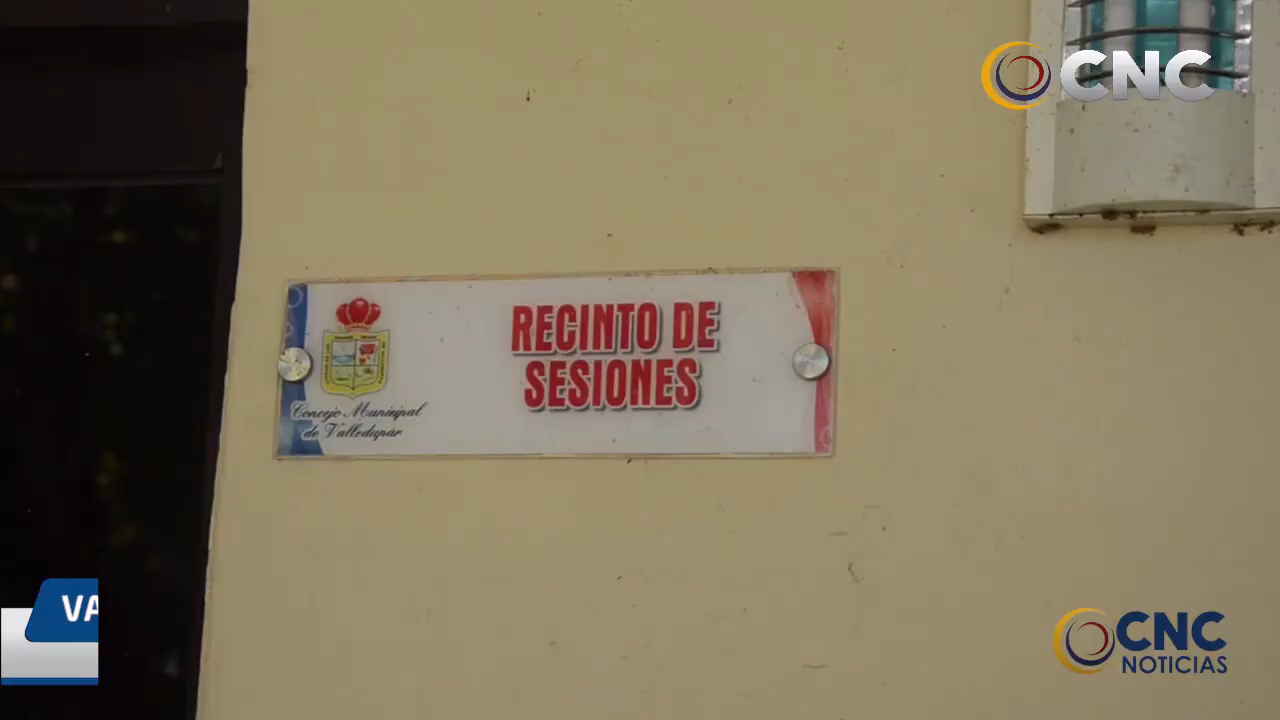 CNC
RECINTO DE
SESIONES
Concejo Municipal
de Valledupar
VA
CNC
NOTICIAS